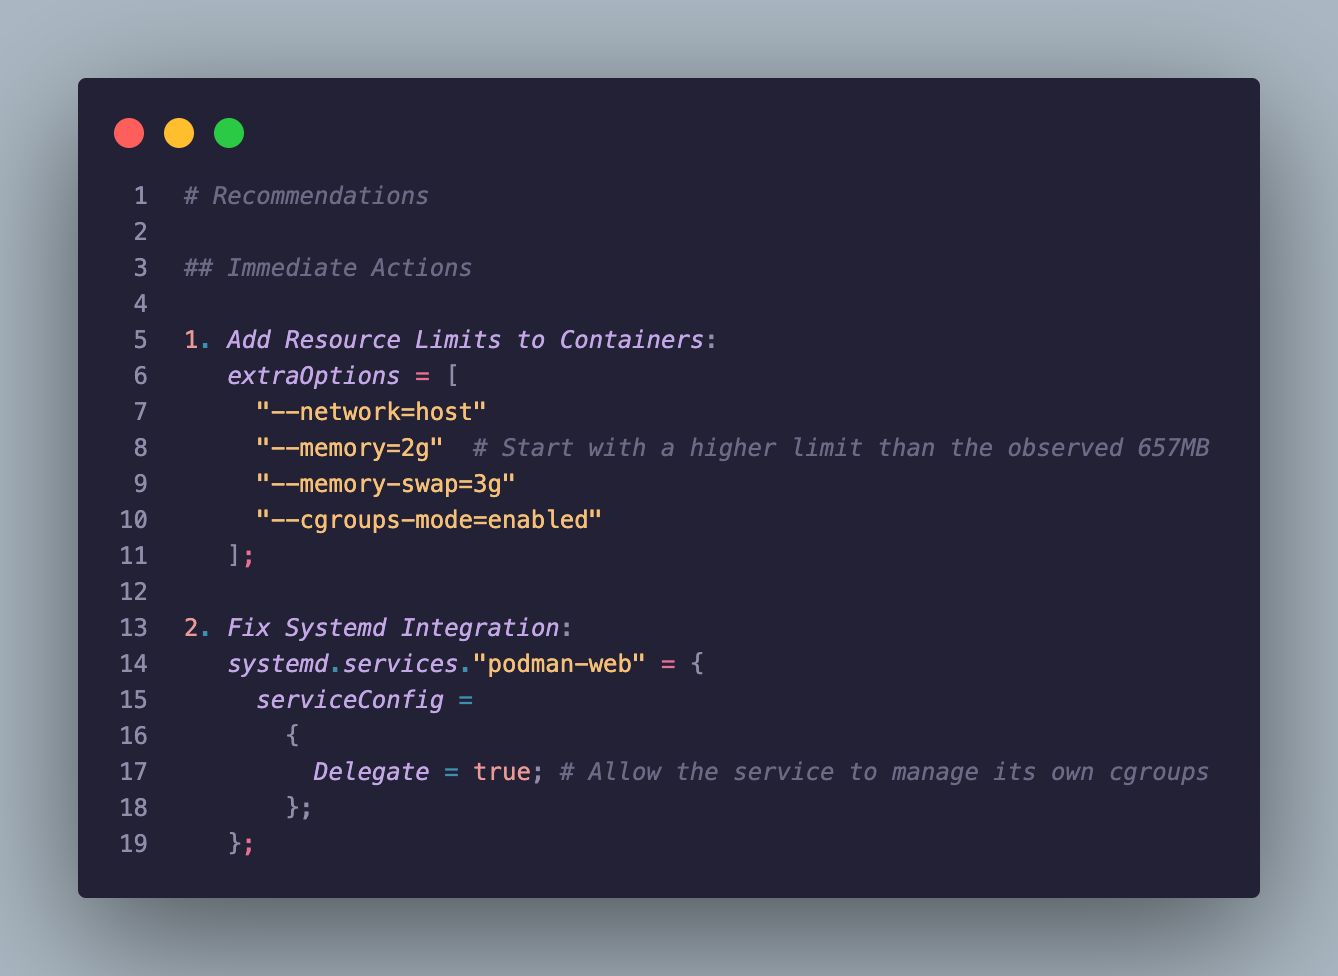 1 # Recommendations
2
3 ## Immediate Actions
4
5 1. Add Resource Limits to Containers:
6 extraOptions = [
7 "--network=host"
8 "--memory=2g" # Start with a higher limit than the observed 657MB
9 "--memory-swap=3g"
10 "--cgroups-mode=enabled"
11 ];
12
13 2. Fix Systemd Integration:
14 systemd.services."podman-web" = {
15 serviceConfig =
16 {
17 Delegate = true; # Allow the service to manage its own cgroups
18 };
19 };